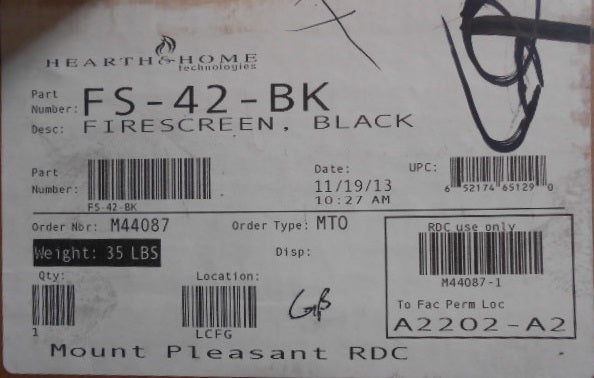 HEARTH & HOME
technologies
Part
Number: FS-42-BK
Desc: FIRESCREEN, BLACK
Part
Number:
FS-42-BK
Date:
11/19/13
10:27 AM
UPC:
6 52174 65129 0
Order Nbr: M44087
Order Type: MTO
Weight: 35 LBS
Disp:
RDC use only
M44087-1
To Fac Perm Loc
A2202-A2
Qty:
1
Location:
LCFG
GB
Mount Pleasant RDC